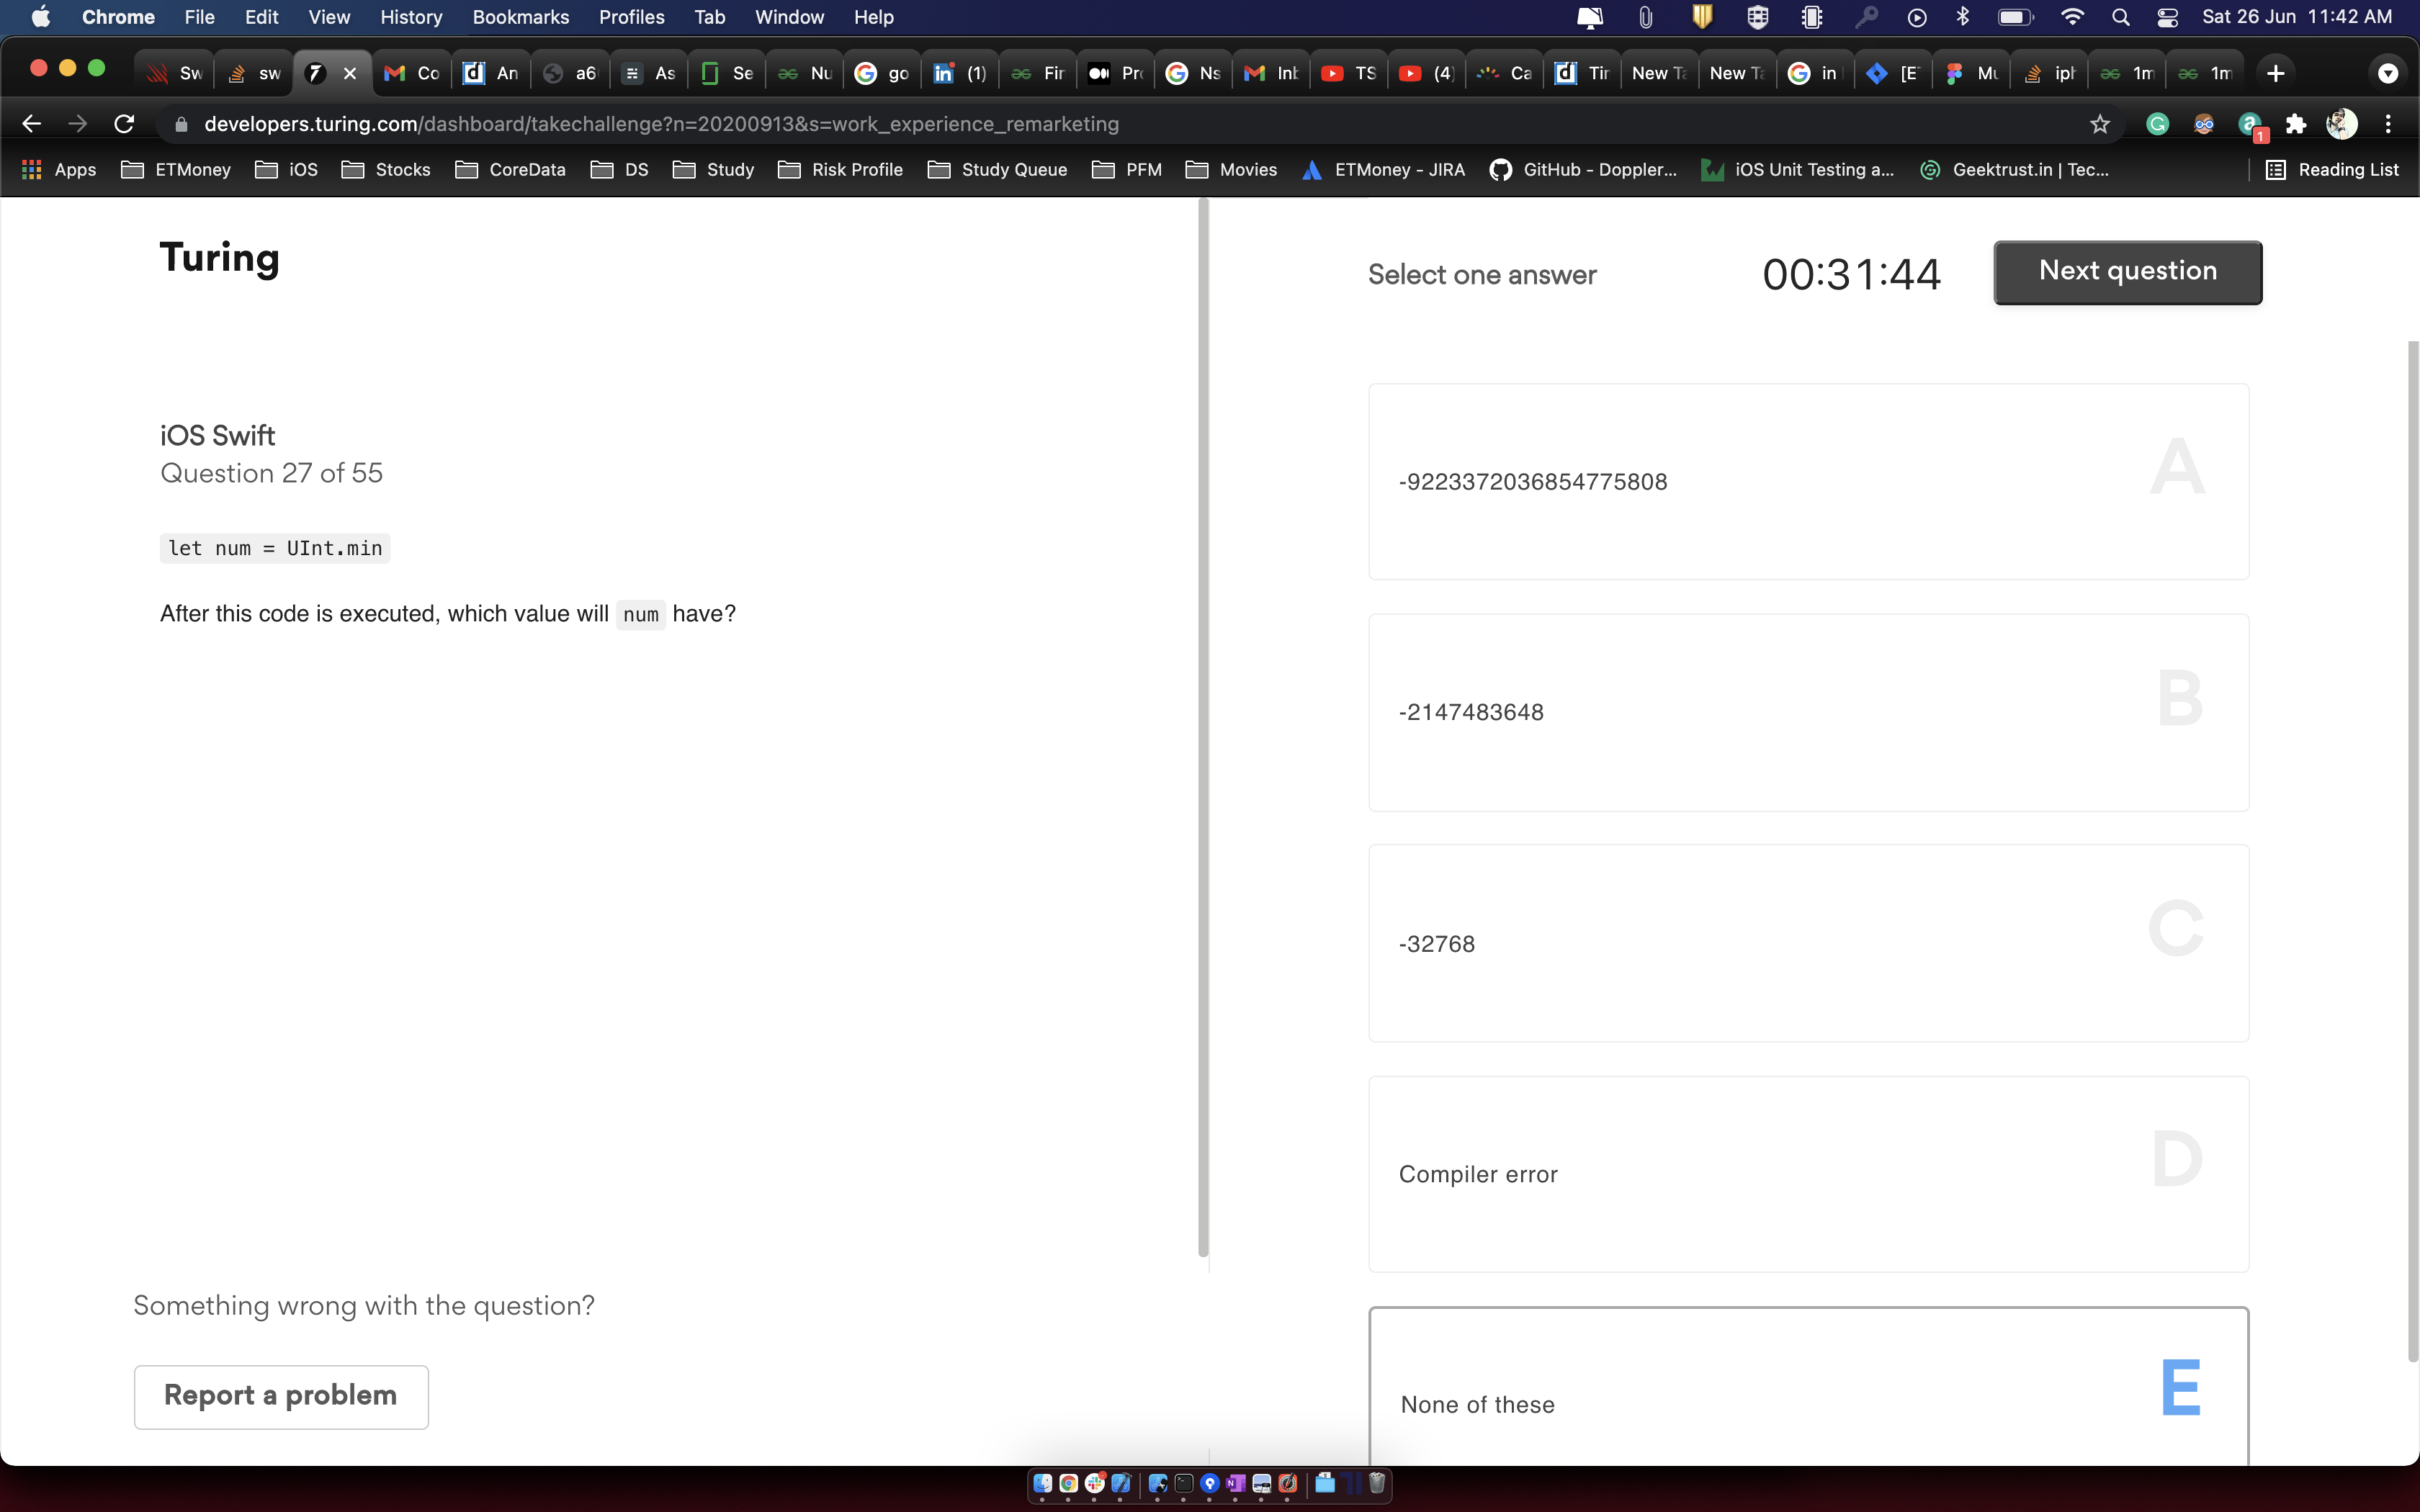 Chrome File Edit View History Bookmarks Profiles Tab Window Help Sat 26 Jun 11:42 AM
Sw sw Co An a6 As Se Nu go (1) Fir Pr Ns Inb TS (4) Ca Tir New Ta New Ta in [E Mu iph 1m 1m
developers.turing.com/dashboard/takechallenge?n=20200913&s=work_experience_remarketing 1
Apps ETMoney iOS Stocks CoreData DS Study Risk Profile Study Queue PFM Movies ETMoney - JIRA GitHub - Doppler... iOS Unit Testing a... Geektrust.in | Tec... Reading List
Turing
iOS Swift
Question 27 of 55
let num = UInt.min
After this code is executed, which value will num have?
Something wrong with the question?
Report a problem
Select one answer 00:31:44 Next question
-9223372036854775808 A
-2147483648 B
-32768 C
Compiler error D
None of these E